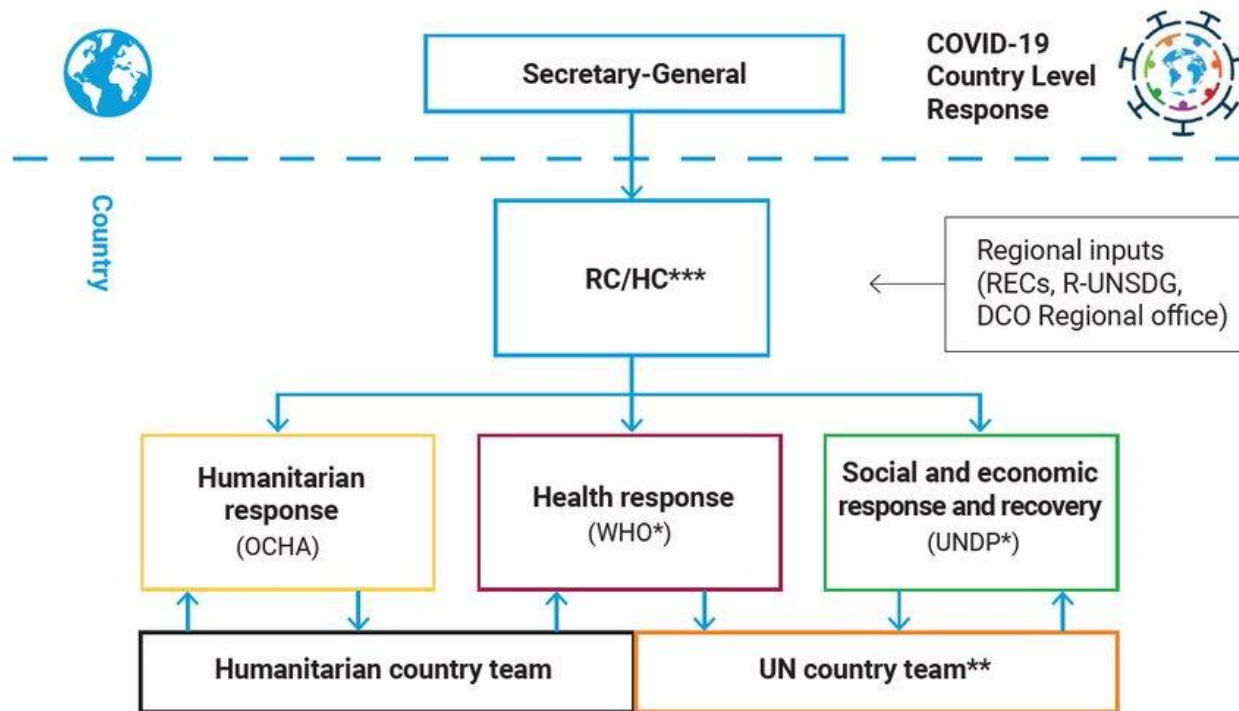 Secretary-General
COVID-19
Country Level
Response
Country
RC/HC***
Regional inputs
(RECs, R-UNSDG,
DCO Regional office)
Humanitarian
response
(OCHA)
Health response
(WHO*)
Social and economic
response and recovery
(UNDP*)
Humanitarian country team
UN country team**